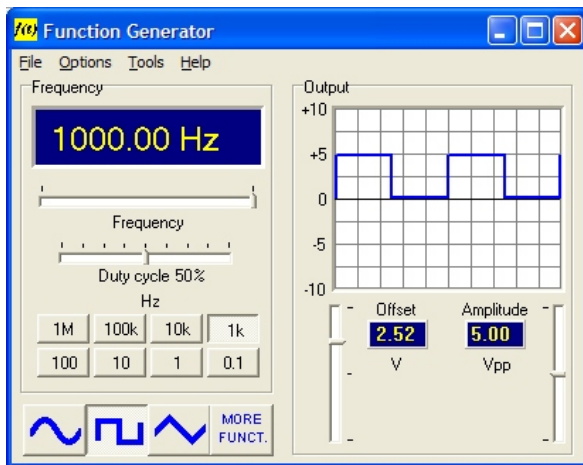 f(t) Function Generator
File Options Tools Help
Frequency
1000.00 Hz
Frequency
Duty cycle 50%
Hz
1M 100k 10k 1k
100 10 1 0.1
MORE
FUNCT.
Output
+10
+5
0
-5
-10
Offset Amplitude
2.52 5.00
V Vpp